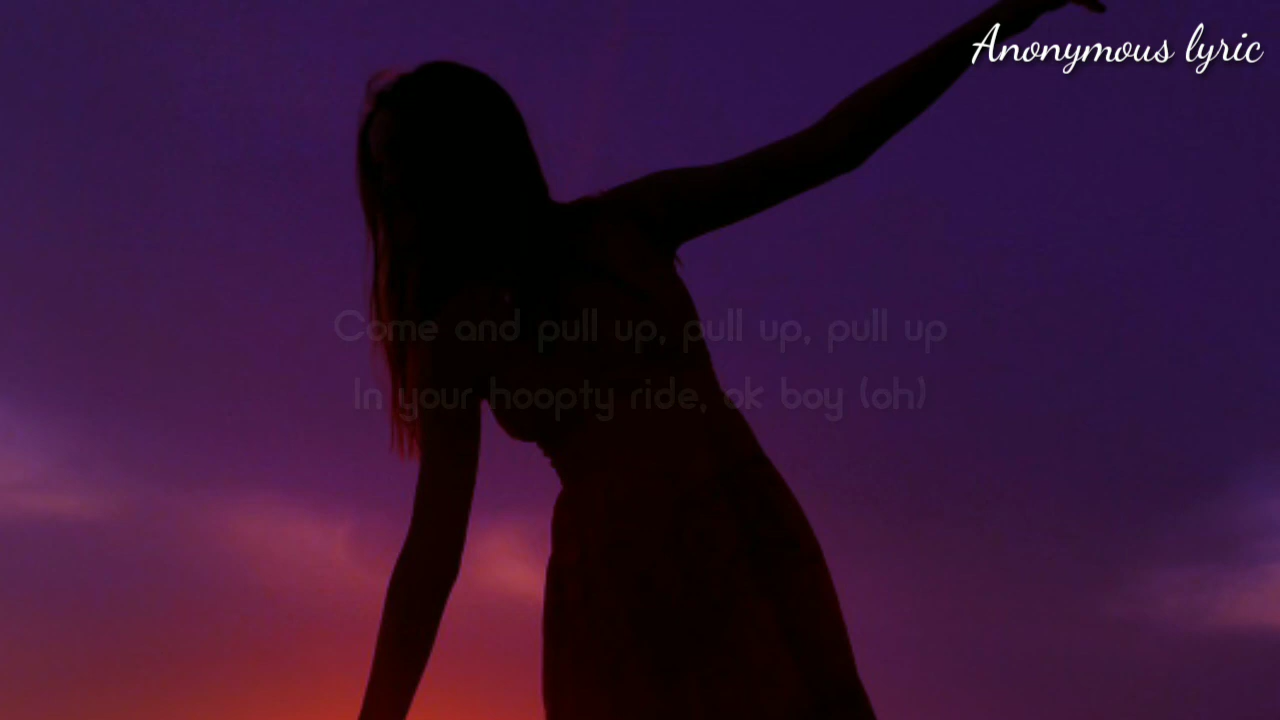 Anonymous lyric
Come and pull up, pull up, pull up
In your hoopty ride, ok boy (oh)